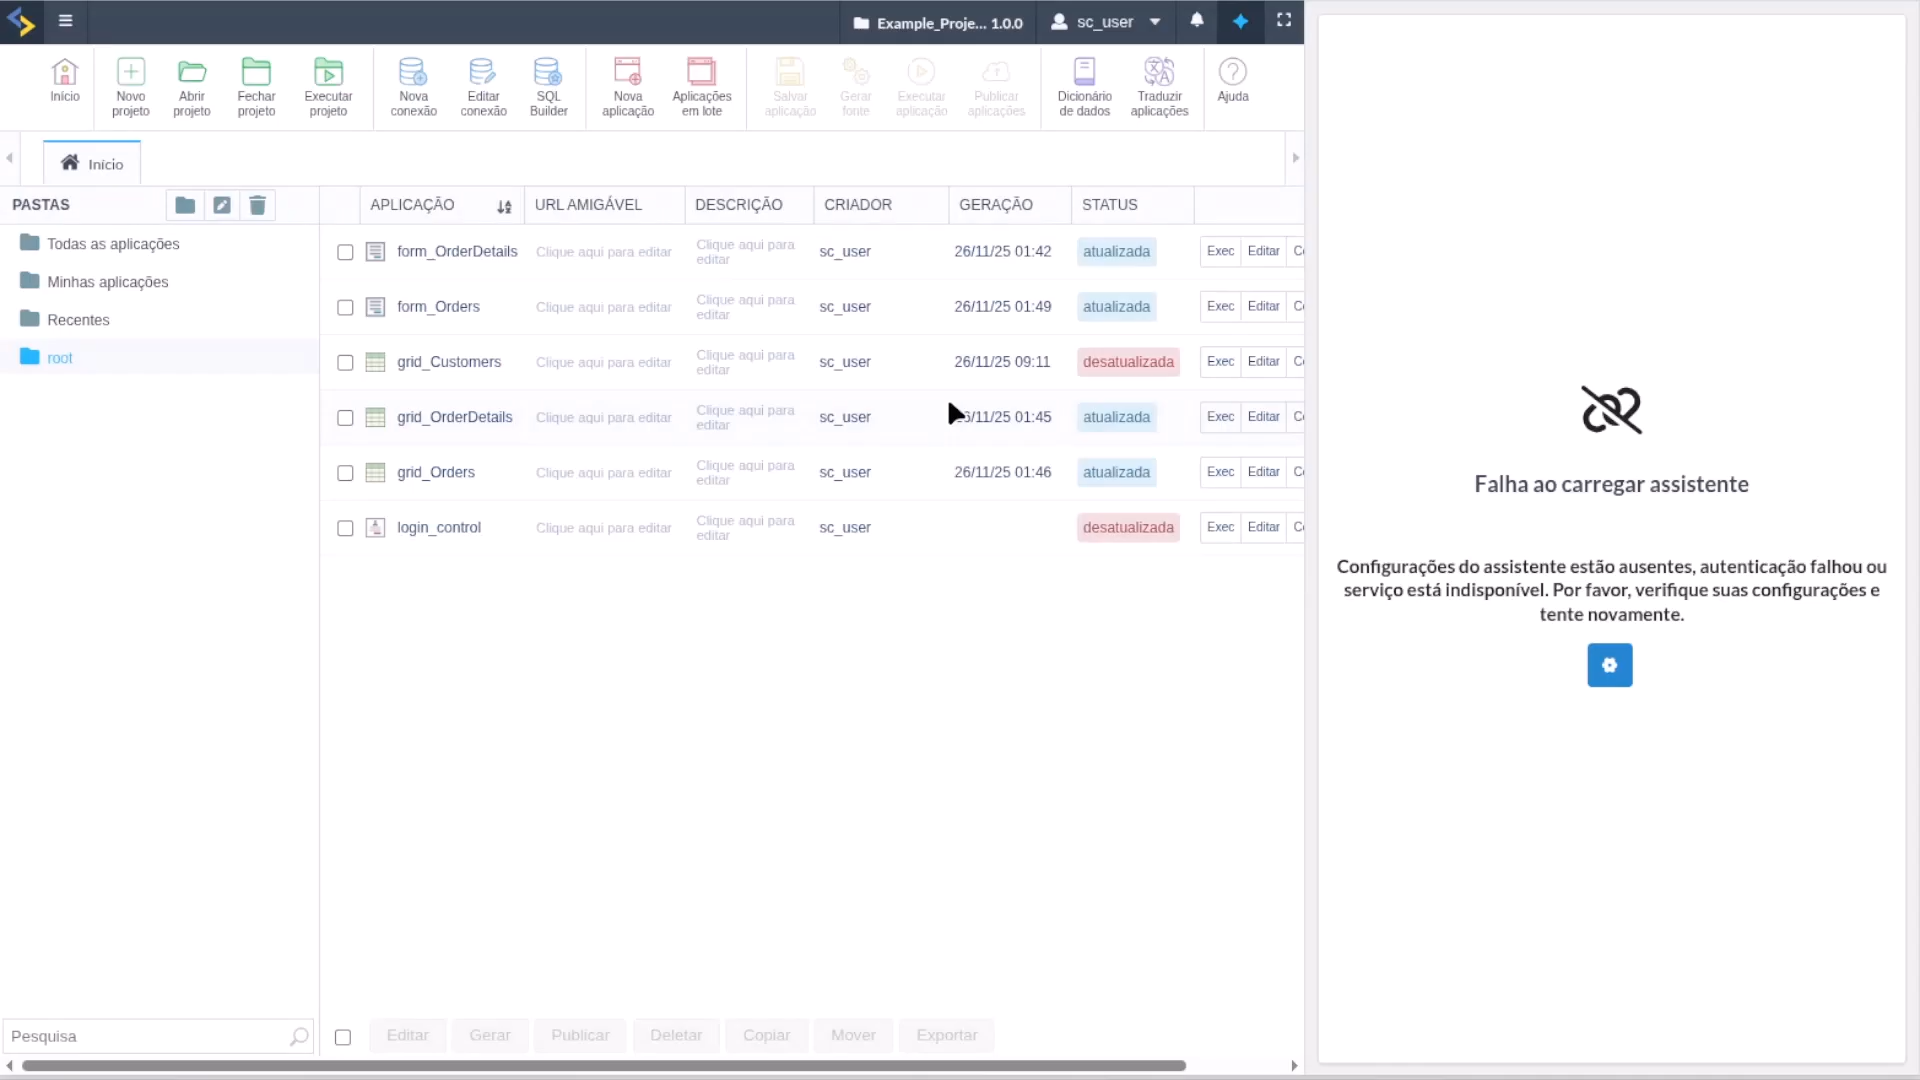 Example_Proje... 1.0.0
sc_user
Início
Novo projeto
Abrir projeto
Fechar projeto
Executar projeto
Nova conexão
Editar conexão
SQL Builder
Nova aplicação
Aplicações em lote
Salvar aplicação
Gerar fonte
Executar aplicação
Publicar aplicações
Dicionário de dados
Traduzir aplicações
Ajuda
Início
PASTAS
Todas as aplicações
Minhas aplicações
Recentes
root
APLICAÇÃO URL AMIGÁVEL DESCRIÇÃO CRIADOR GERAÇÃO STATUS
form_OrderDetails Clique aqui para editar Clique aqui para editar sc_user 26/11/25 01:42 atualizada Exec Editar
form_Orders Clique aqui para editar Clique aqui para editar sc_user 26/11/25 01:49 atualizada Exec Editar
grid_Customers Clique aqui para editar Clique aqui para editar sc_user 26/11/25 09:11 desatualizada Exec Editar
grid_OrderDetails Clique aqui para editar Clique aqui para editar sc_user 6/11/25 01:45 atualizada Exec Editar
grid_Orders Clique aqui para editar Clique aqui para editar sc_user 26/11/25 01:46 atualizada Exec Editar
login_control Clique aqui para editar Clique aqui para editar sc_user desatualizada Exec Editar
Pesquisa
Editar Gerar Publicar Deletar Copiar Mover Exportar
Falha ao carregar assistente
Configurações do assistente estão ausentes, autenticação falhou ou
serviço está indisponível. Por favor, verifique suas configurações e
tente novamente.